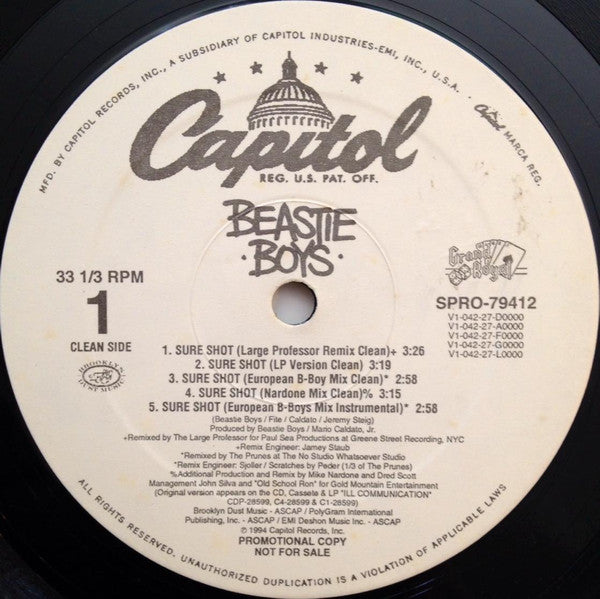 MFD. BY CAPITOL RECORDS, INC., A SUBSIDIARY OF CAPITOL INDUSTRIES-EMI, INC., U.S.A. · Capitol MARCA REG.
Capitol
REG. U.S. PAT. OFF.
BEASTIE
·BOYS·
Grand Royal
33 1/3 RPM
1
CLEAN SIDE
SPRO-79412
V1-042-27-D0000
V1-042-27-A0000
V1-042-27-F0000
V1-042-27-G0000
V1-042-27-L0000
BROOKLYN
DUST MUSIC
1. SURE SHOT (Large Professor Remix Clean)+ 3:26
2. SURE SHOT (LP Version Clean) 3:19
3. SURE SHOT (European B-Boy Mix Clean)* 2:58
4. SURE SHOT (Nardone Mix Clean)% 3:15
5. SURE SHOT (European B-Boys Mix Instrumental)* 2:58
(Beastie Boys / Fite / Caldato / Jeremy Steig)
Produced by Beastie Boys / Mario Caldato, Jr.
+Remixed by The Large Professor for Paul Sea Productions at Greene Street Recording, NYC
+Remix Engineer: Jamey Staub
*Remixed by The Prunes at The No Studio Whatsoever Studio
*Remix Engineer: Sjoller / Scratches by Peder (1/3 of The Prunes)
%Additional Production and Remix by Mike Nardone and Dred Scott
Management John Silva and "Old School Ron" for Gold Mountain Entertainment
(Original version appears on the CD, Cassete & LP "ILL COMMUNICATION"
CDP-28599, C4-28599 & C1-28599)
Brooklyn Dust Music - ASCAP / PolyGram International
Publishing, Inc. - ASCAP / EMI Deshon Music Inc. - ASCAP
© 1994 Capitol Records, Inc.
PROMOTIONAL COPY
NOT FOR SALE
ALL RIGHTS RESERVED. UNAUTHORIZED DUPLICATION IS A VIOLATION OF APPLICABLE LAWS